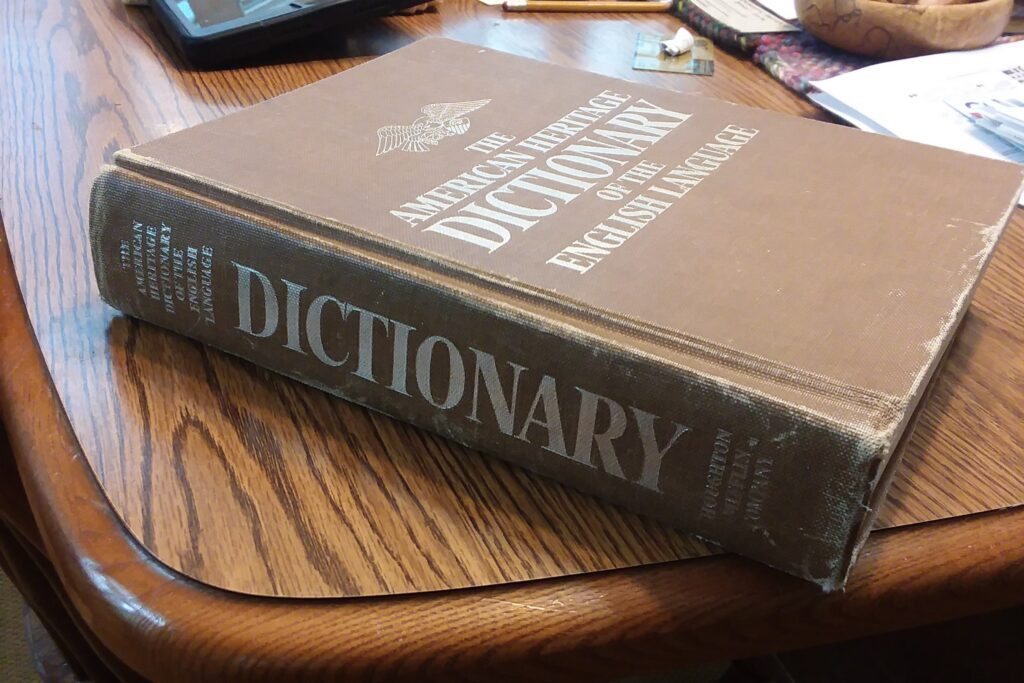 THE
AMERICAN HERITAGE
DICTIONARY
OF THE
ENGLISH LANGUAGE
THE
AMERICAN
HERITAGE
DICTIONARY
OF THE
ENGLISH
LANGUAGE
DICTIONARY
HOUGHTON
MIFFLIN
COMPANY